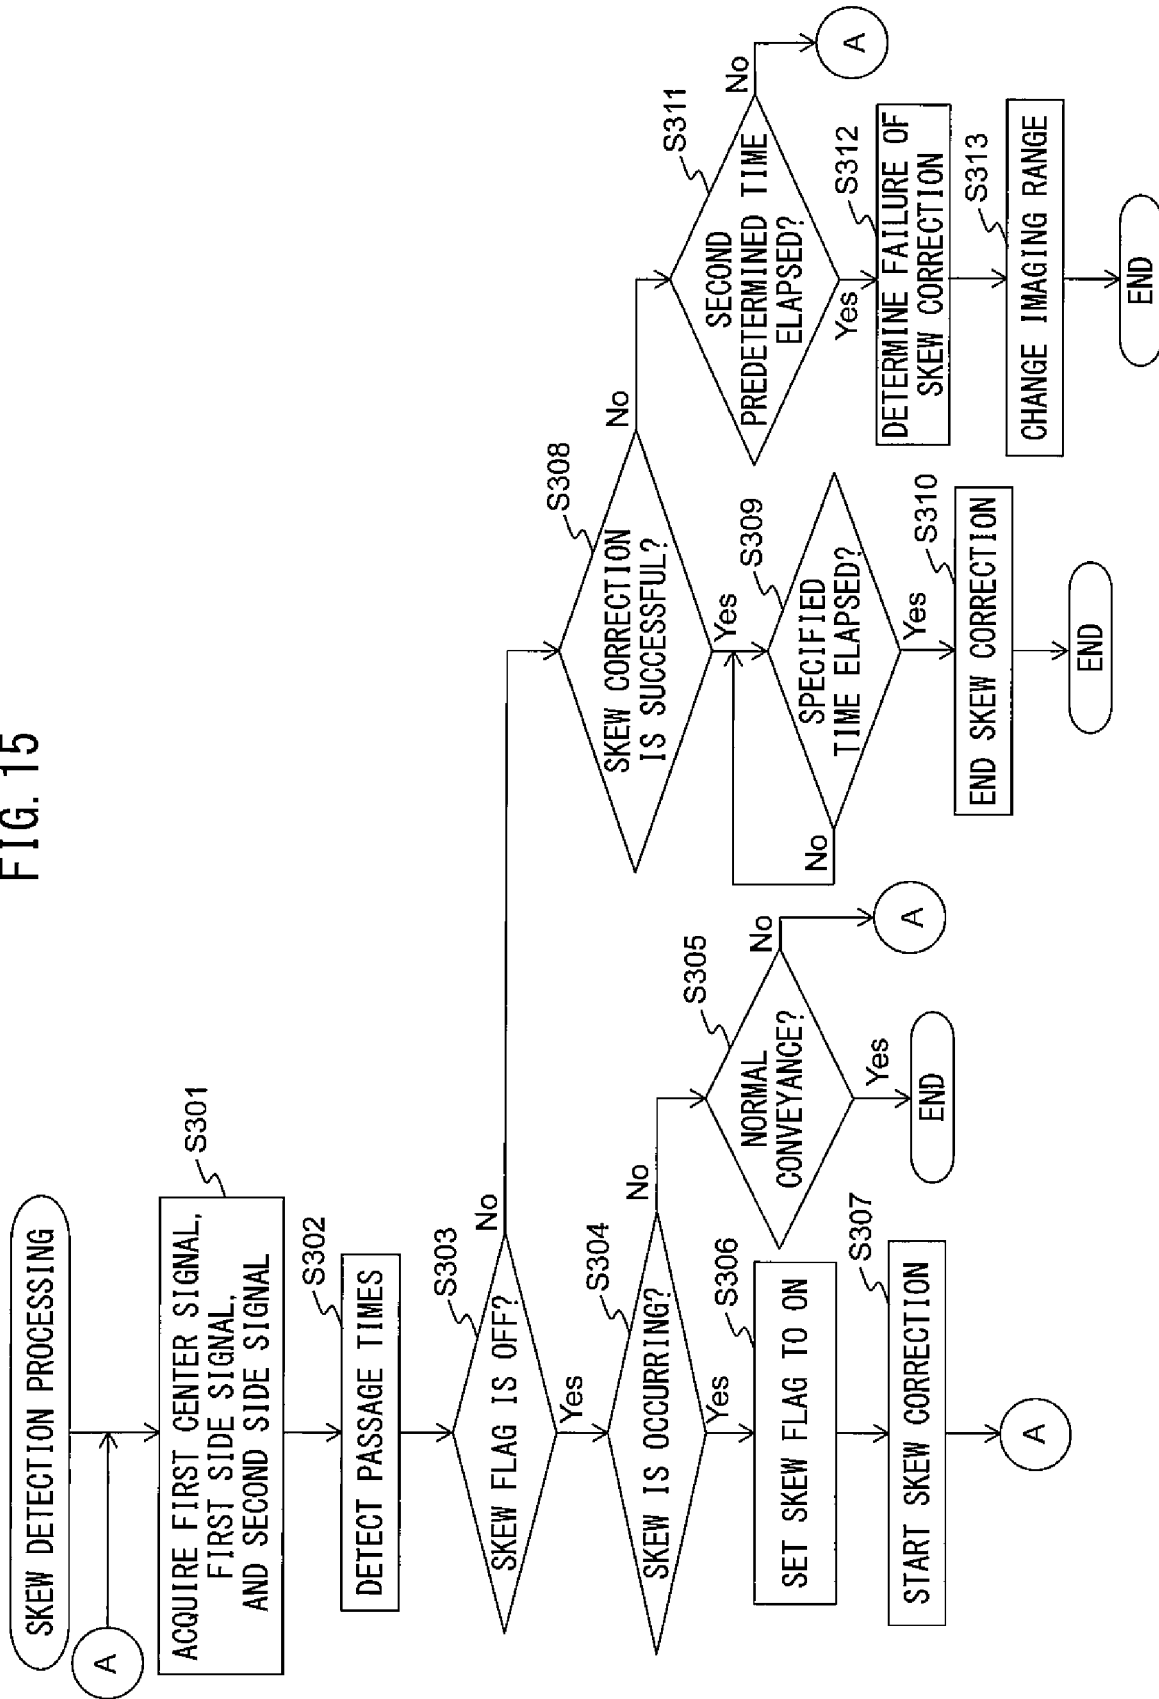 FIG. 15
SKEW DETECTION PROCESSING
A
S301
ACQUIRE FIRST CENTER SIGNAL,
FIRST SIDE SIGNAL,
AND SECOND SIDE SIGNAL
S302
DETECT PASSAGE TIMES
S303
SKEW FLAG IS OFF?
No
Yes
S304
SKEW IS OCCURRING?
No
Yes
S306
SET SKEW FLAG TO ON
S307
START SKEW CORRECTION
A
S305
NORMAL
CONVEYANCE?
No
A
Yes
END
S308
SKEW CORRECTION
IS SUCCESSFUL?
No
Yes
S309
SPECIFIED
TIME ELAPSED?
No
Yes
S310
END SKEW CORRECTION
END
S311
SECOND
PREDETERMINED TIME
ELAPSED?
No
A
Yes
S312
DETERMINE FAILURE OF
SKEW CORRECTION
S313
CHANGE IMAGING RANGE
END